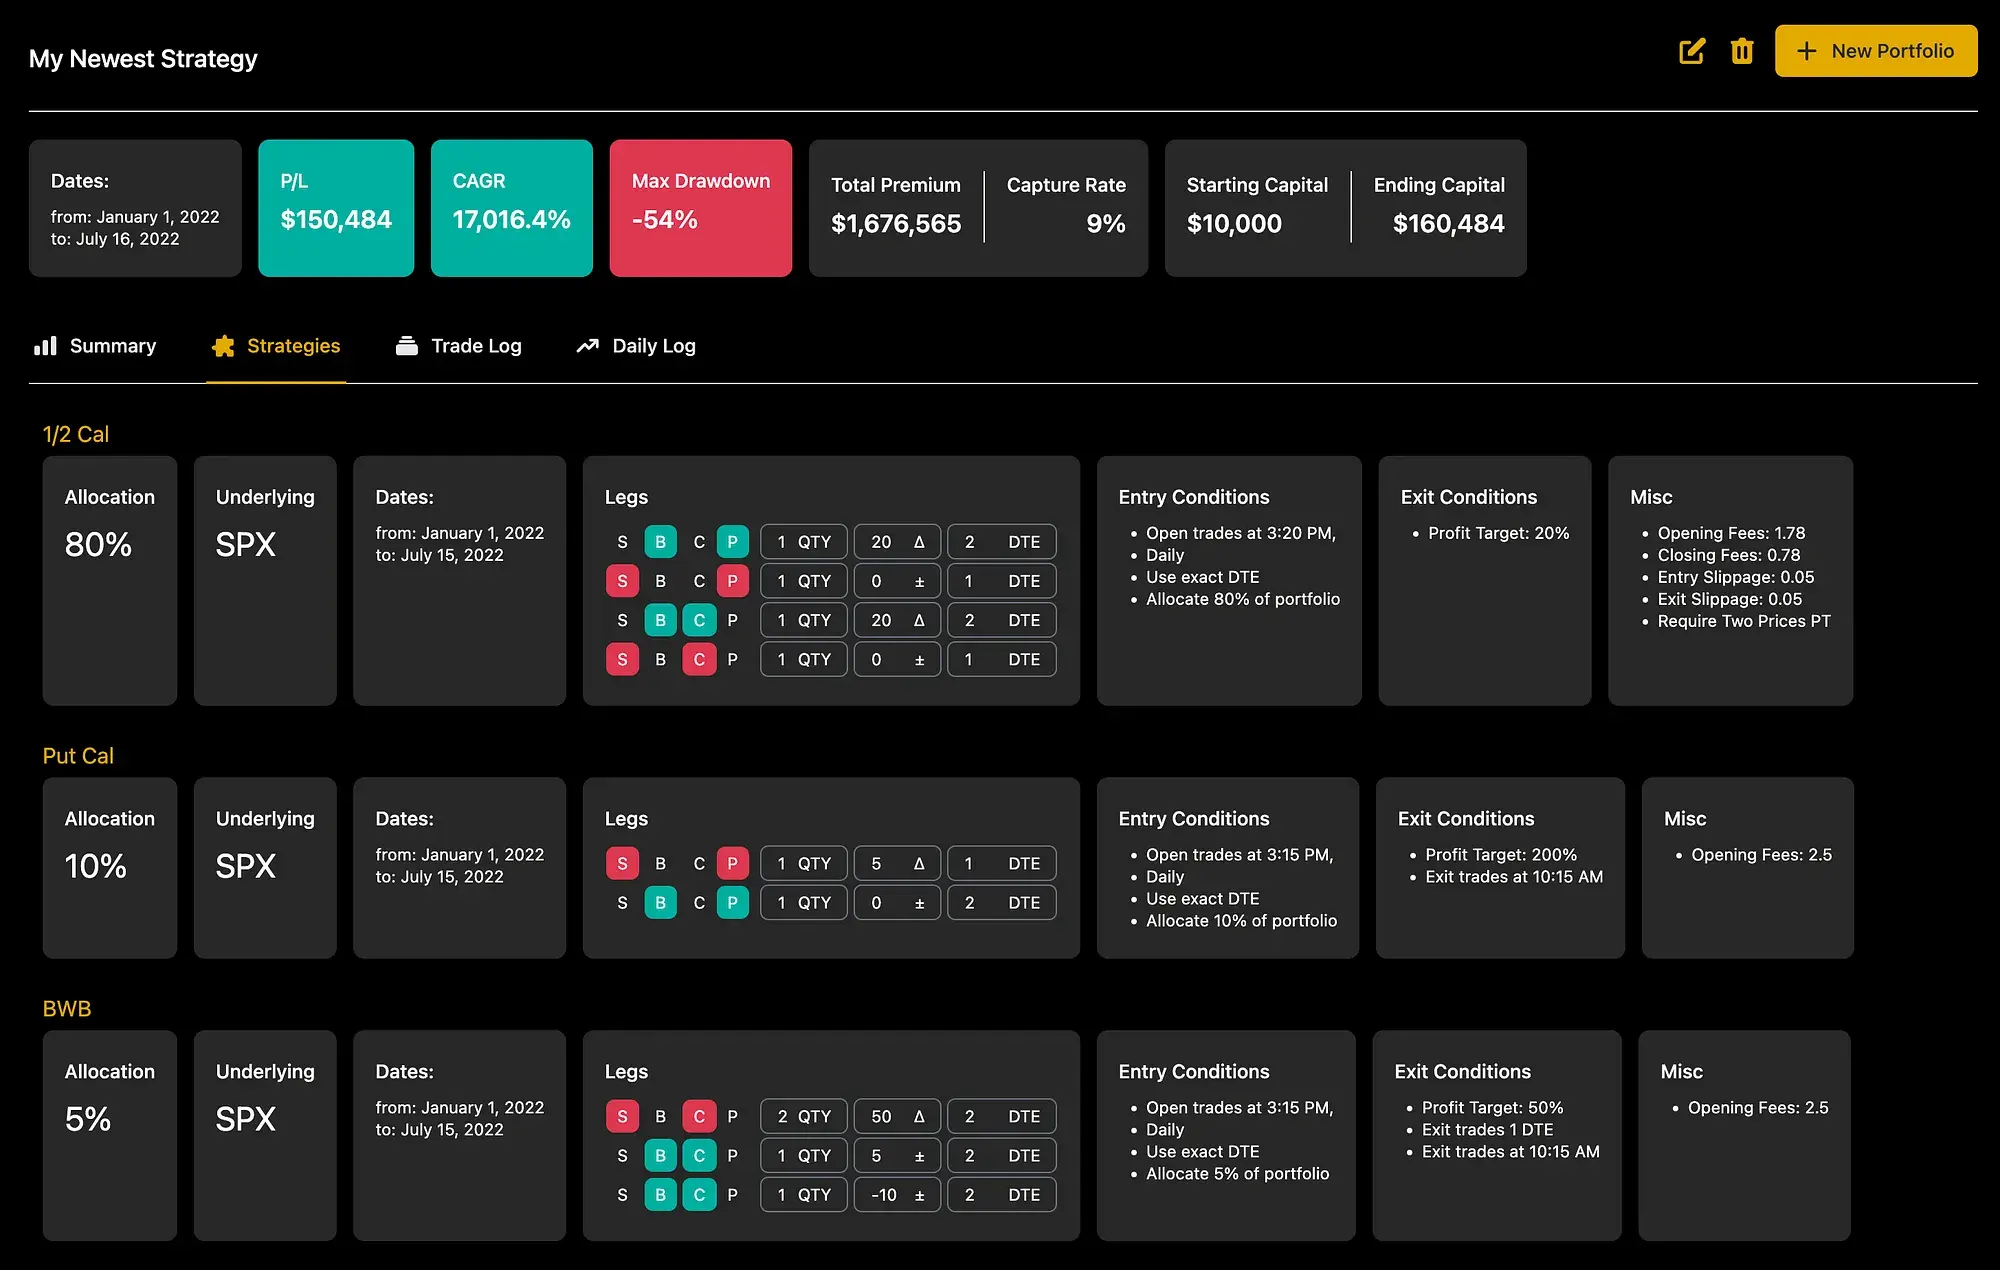 My Newest Strategy
New Portfolio
Dates:
from: January 1, 2022
to: July 16, 2022
P/L
$150,484
CAGR
17,016.4%
Max Drawdown
-54%
Total Premium
$1,676,565
Capture Rate
9%
Starting Capital
$10,000
Ending Capital
$160,484
Summary
Strategies
Trade Log
Daily Log
1/2 Cal
Allocation
80%
Underlying
SPX
Dates:
from: January 1, 2022
to: July 15, 2022
Legs
S B C P 1 QTY 20 Δ 2 DTE
S B C P 1 QTY 0 ± 1 DTE
S B C P 1 QTY 20 Δ 2 DTE
S B C P 1 QTY 0 ± 1 DTE
Entry Conditions
• Open trades at 3:20 PM,
• Daily
• Use exact DTE
• Allocate 80% of portfolio
Exit Conditions
• Profit Target: 20%
Misc
• Opening Fees: 1.78
• Closing Fees: 0.78
• Entry Slippage: 0.05
• Exit Slippage: 0.05
• Require Two Prices PT
Put Cal
Allocation
10%
Underlying
SPX
Dates:
from: January 1, 2022
to: July 15, 2022
Legs
S B C P 1 QTY 5 Δ 1 DTE
S B C P 1 QTY 0 ± 2 DTE
Entry Conditions
• Open trades at 3:15 PM,
• Daily
• Use exact DTE
• Allocate 10% of portfolio
Exit Conditions
• Profit Target: 200%
• Exit trades at 10:15 AM
Misc
• Opening Fees: 2.5
BWB
Allocation
5%
Underlying
SPX
Dates:
from: January 1, 2022
to: July 15, 2022
Legs
S B C P 2 QTY 50 Δ 2 DTE
S B C P 1 QTY 5 ± 2 DTE
S B C P 1 QTY -10 ± 2 DTE
Entry Conditions
• Open trades at 3:15 PM,
• Daily
• Use exact DTE
• Allocate 5% of portfolio
Exit Conditions
• Profit Target: 50%
• Exit trades 1 DTE
• Exit trades at 10:15 AM
Misc
• Opening Fees: 2.5